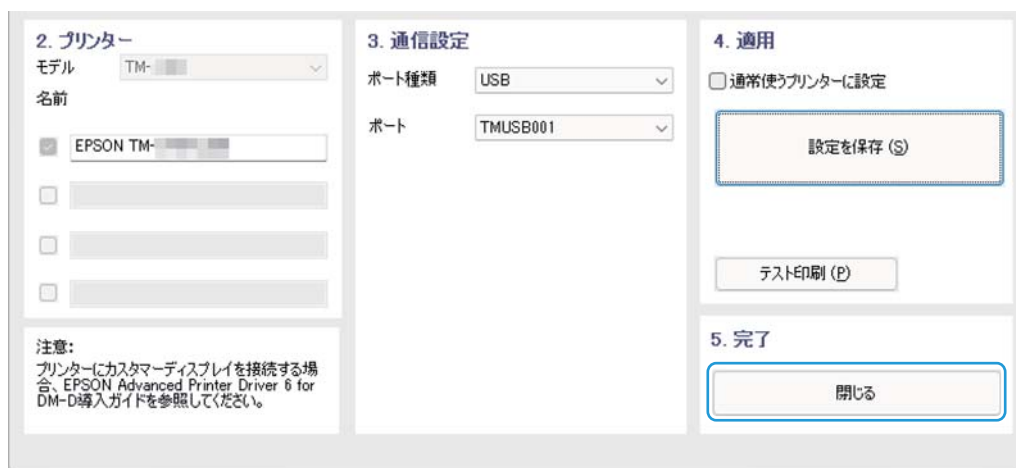 2. プリンター
モデル TM-
名前
EPSON TM-
注意:
プリンターにカスタマーディスプレイを接続する場
合、EPSON Advanced Printer Driver 6 for
DM-D導入ガイドを参照してください。
3. 通信設定
ポート種類 USB
ポート TMUSB001
4. 適用
通常使うプリンターに設定
設定を保存 (S)
テスト印刷 (P)
5. 完了
閉じる